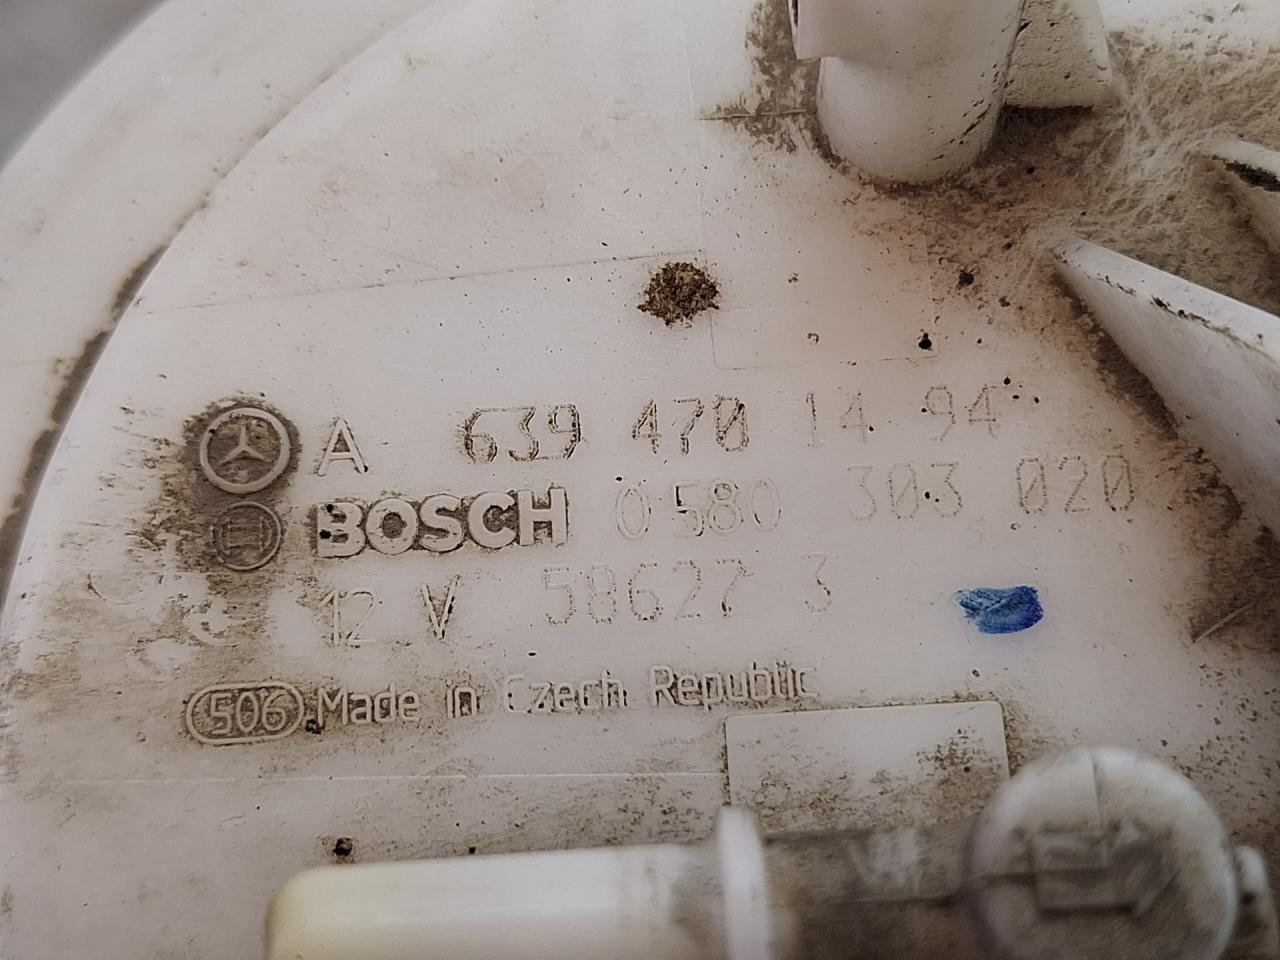 A 639 470 14 94
BOSCH 0 580 303 020
12 V 58627 3
506 Made in Czech Republic